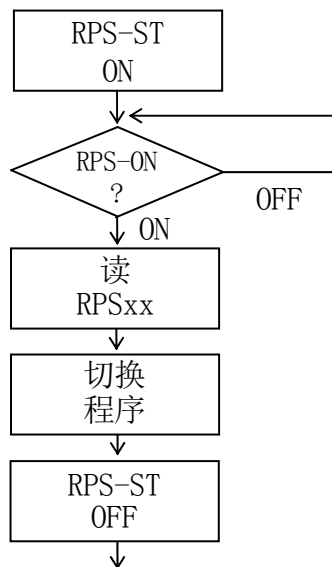 RPS-ST
ON
RPS-ON
?
OFF
ON
读
RPSxx
切换
程序
RPS-ST
OFF